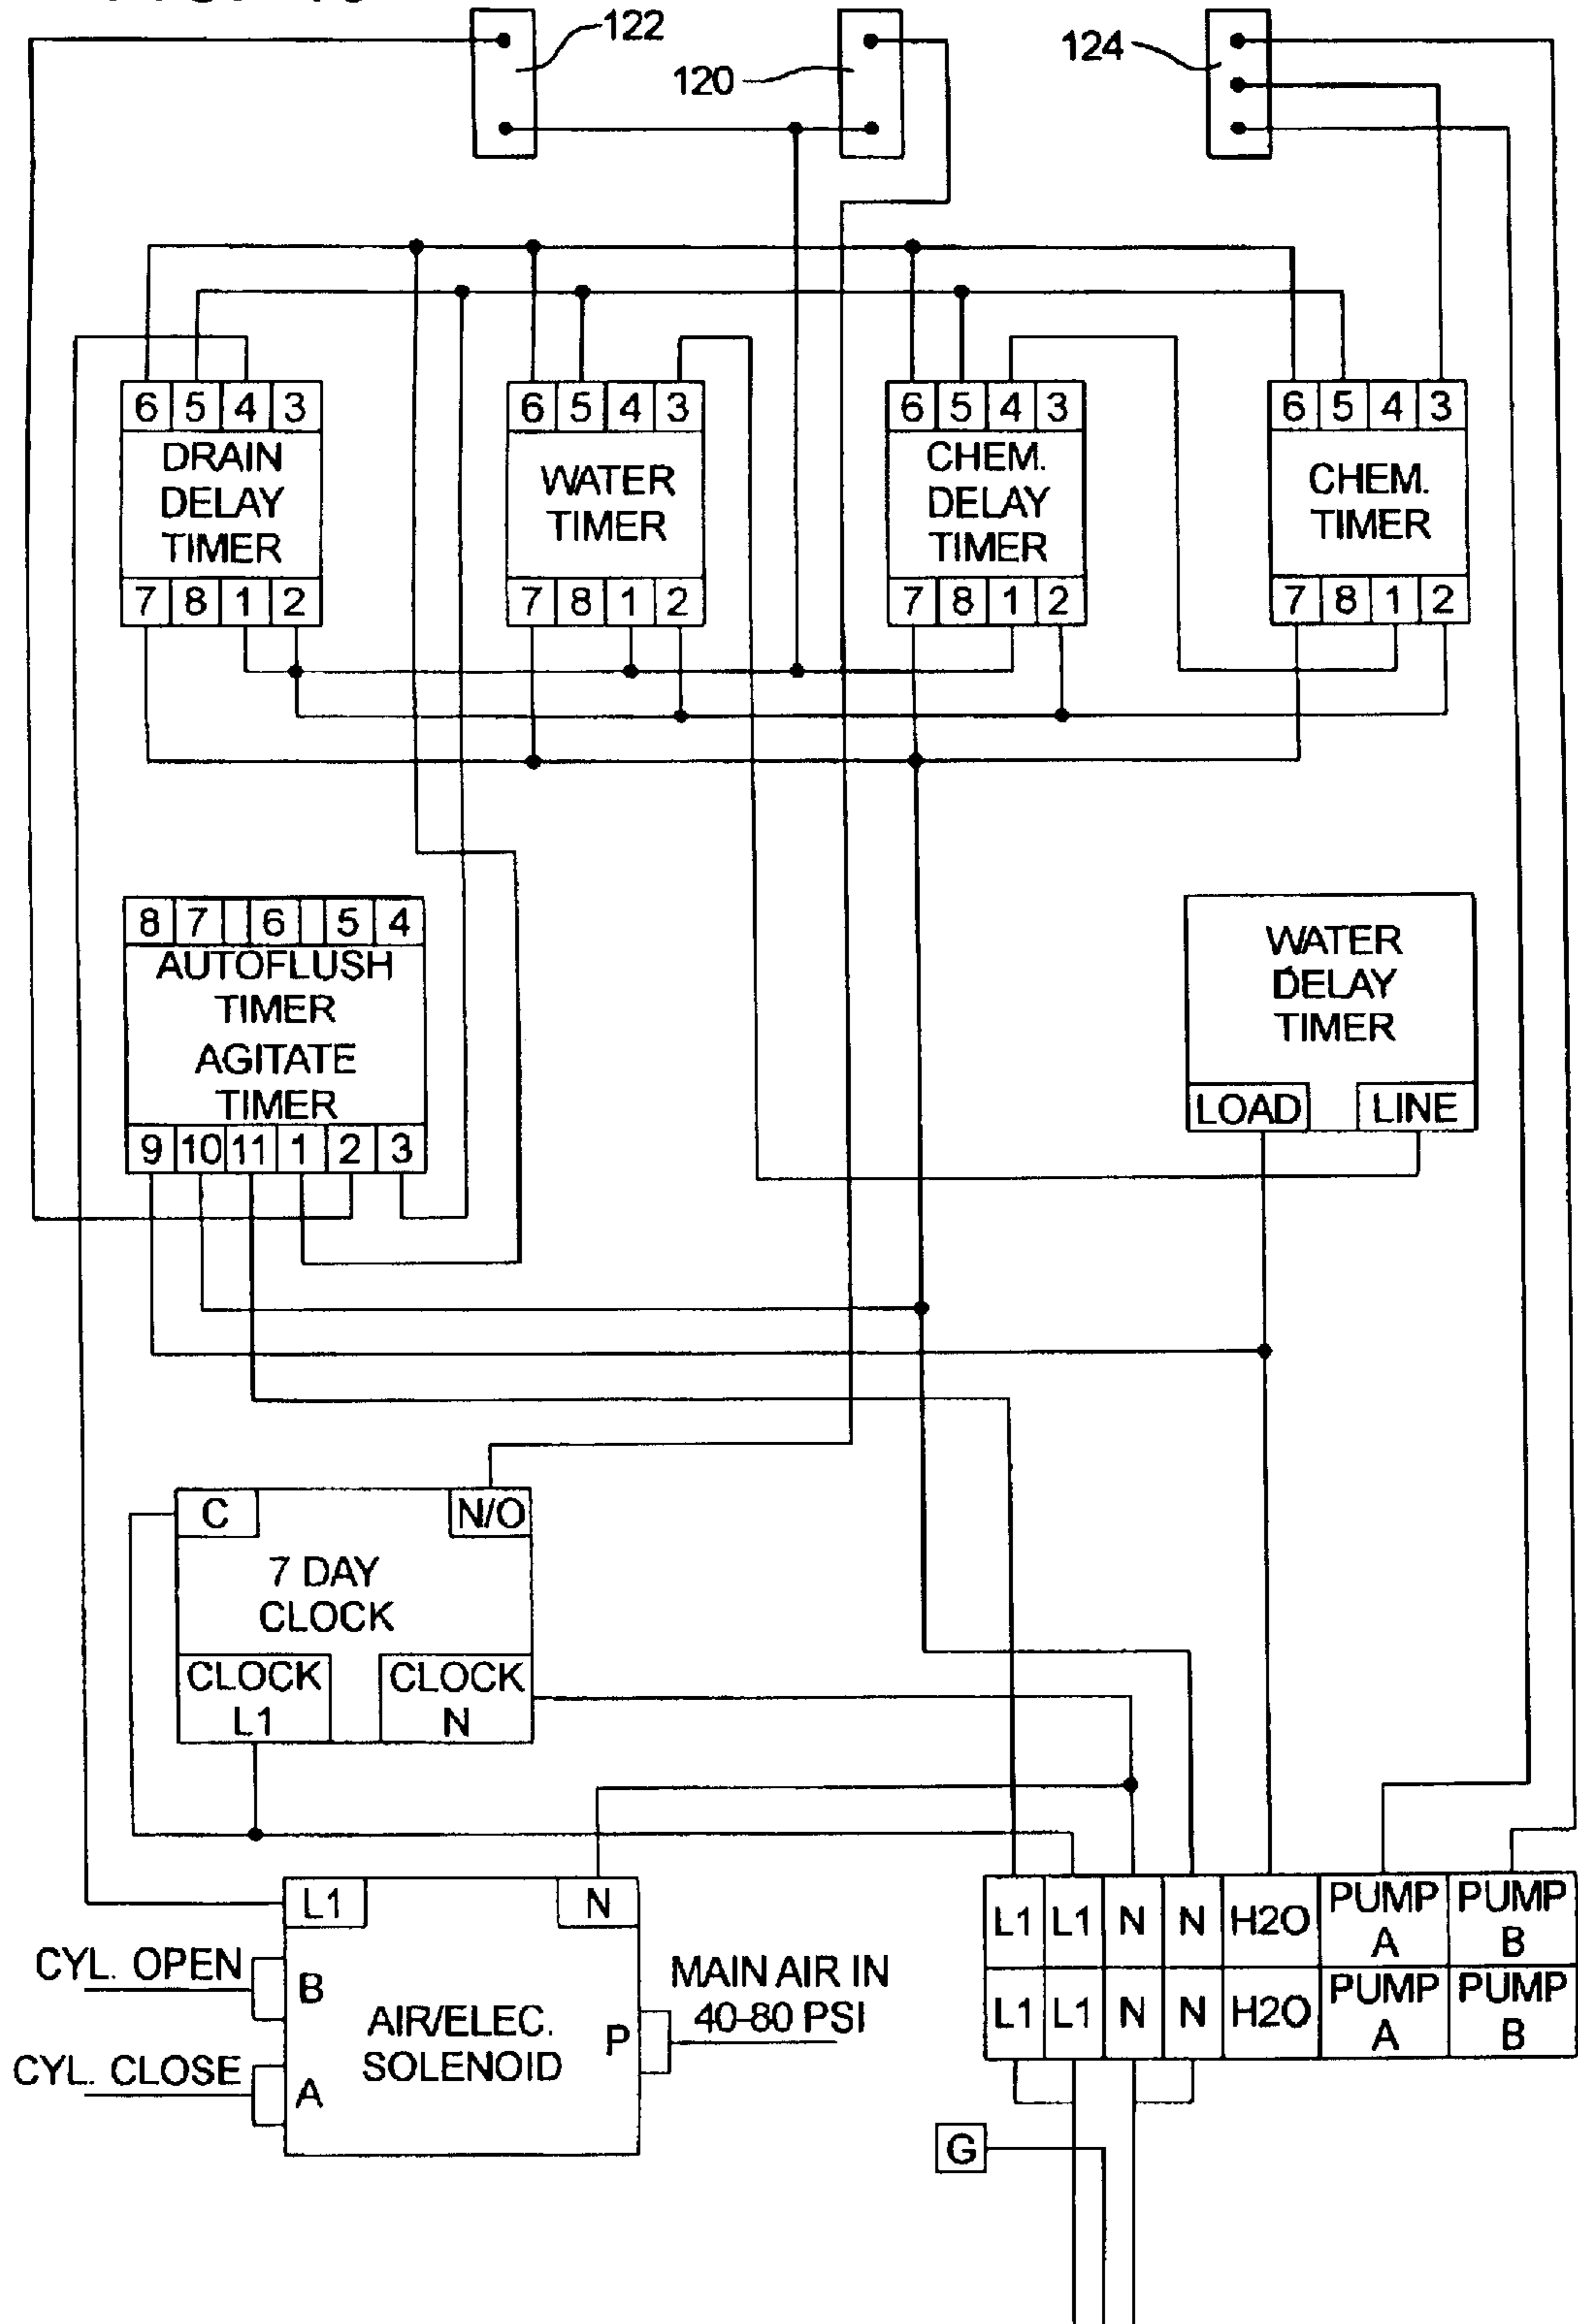 122
120
124
6 5 4 3
DRAIN
DELAY
TIMER
7 8 1 2
6 5 4 3
WATER
TIMER
7 8 1 2
6 5 4 3
CHEM.
DELAY
TIMER
7 8 1 2
6 5 4 3
CHEM.
TIMER
7 8 1 2
8 7 6 5 4
AUTOFLUSH
TIMER
AGITATE
TIMER
9 10 11 1 2 3
WATER
DELAY
TIMER
LOAD LINE
C N/O
7 DAY
CLOCK
CLOCK
L1
CLOCK
N
L1 N
CYL. OPEN
B
CYL. CLOSE
A
AIR/ELEC.
SOLENOID
P
MAIN AIR IN
40-80 PSI
L1 L1 N N H2O PUMP A PUMP B
L1 L1 N N H2O PUMP A PUMP B
G